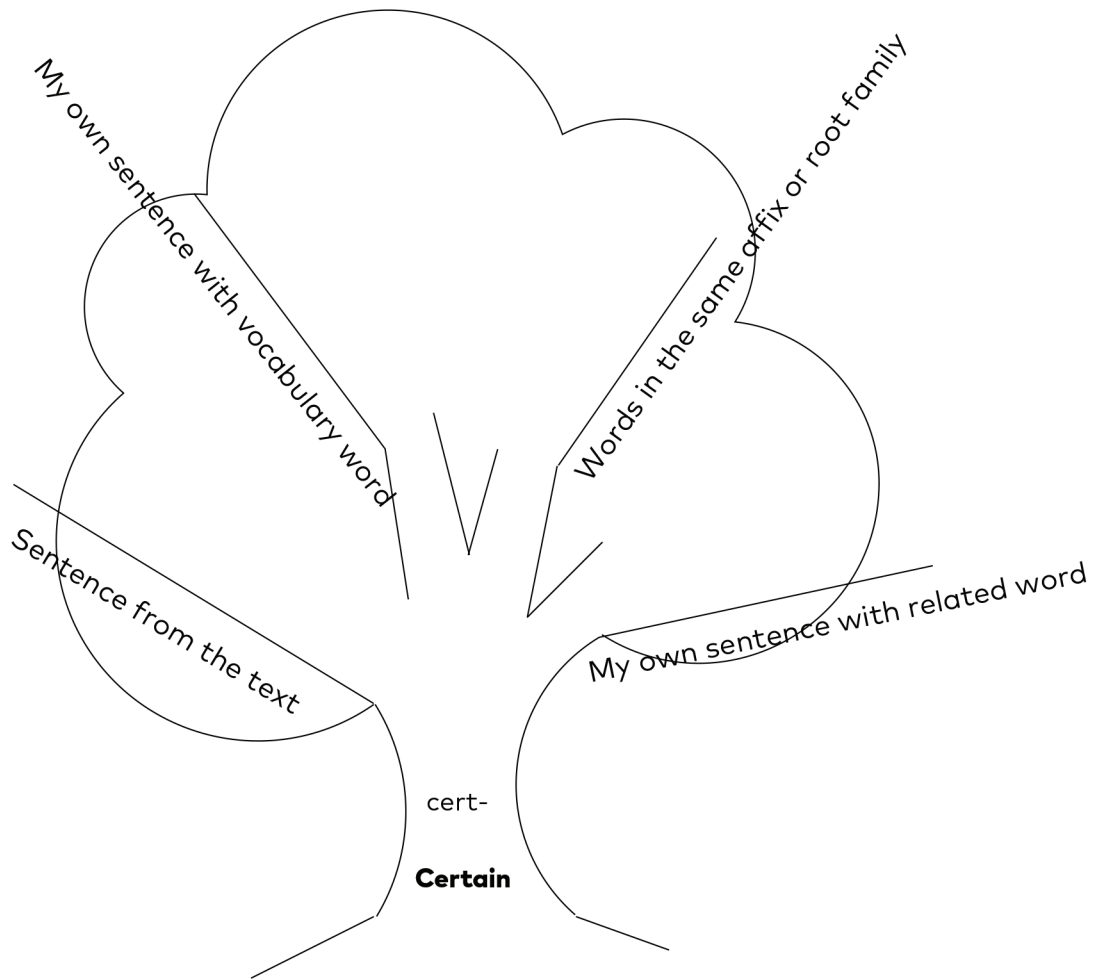 My own sentence with vocabulary word
Words in the same affix or root family
Sentence from the text
My own sentence with related word
cert-
Certain